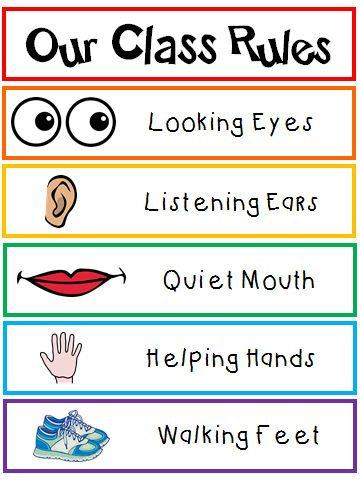 Our Class Rules
Looking Eyes
Listening Ears
Quiet Mouth
Helping Hands
Walking Feet